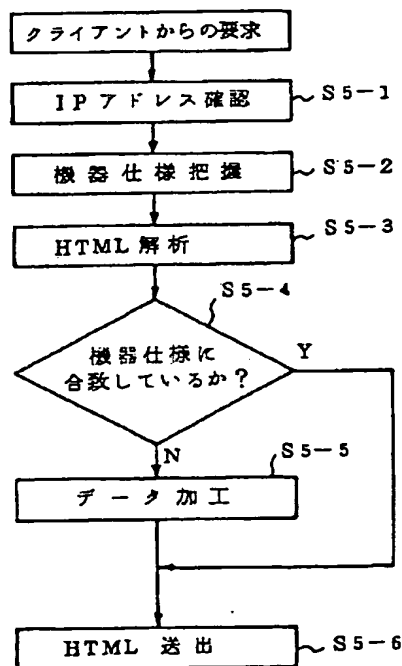 クライアントからの要求
IPアドレス確認
S5-1
機器仕様把握
S5-2
HTML解析
S5-3
S5-4
機器仕様に
合致しているか?
Y
N
S5-5
データ加工
HTML 送出
S5-6